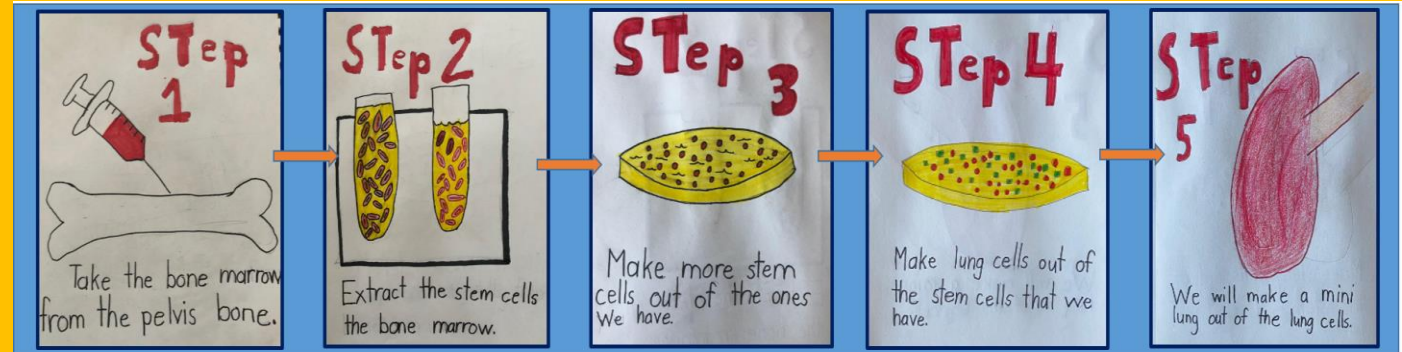 STep
1
Take the bone marrow
from the pelvis bone.
STep 2
Extract the stem cells
the bone marrow.
STep
3
Make more stem
cells out of the ones
We have.
STep 4
Make lung cells out of
the stem cells that we
have.
STep
5
We will make a mini
lung out of the lung cells.